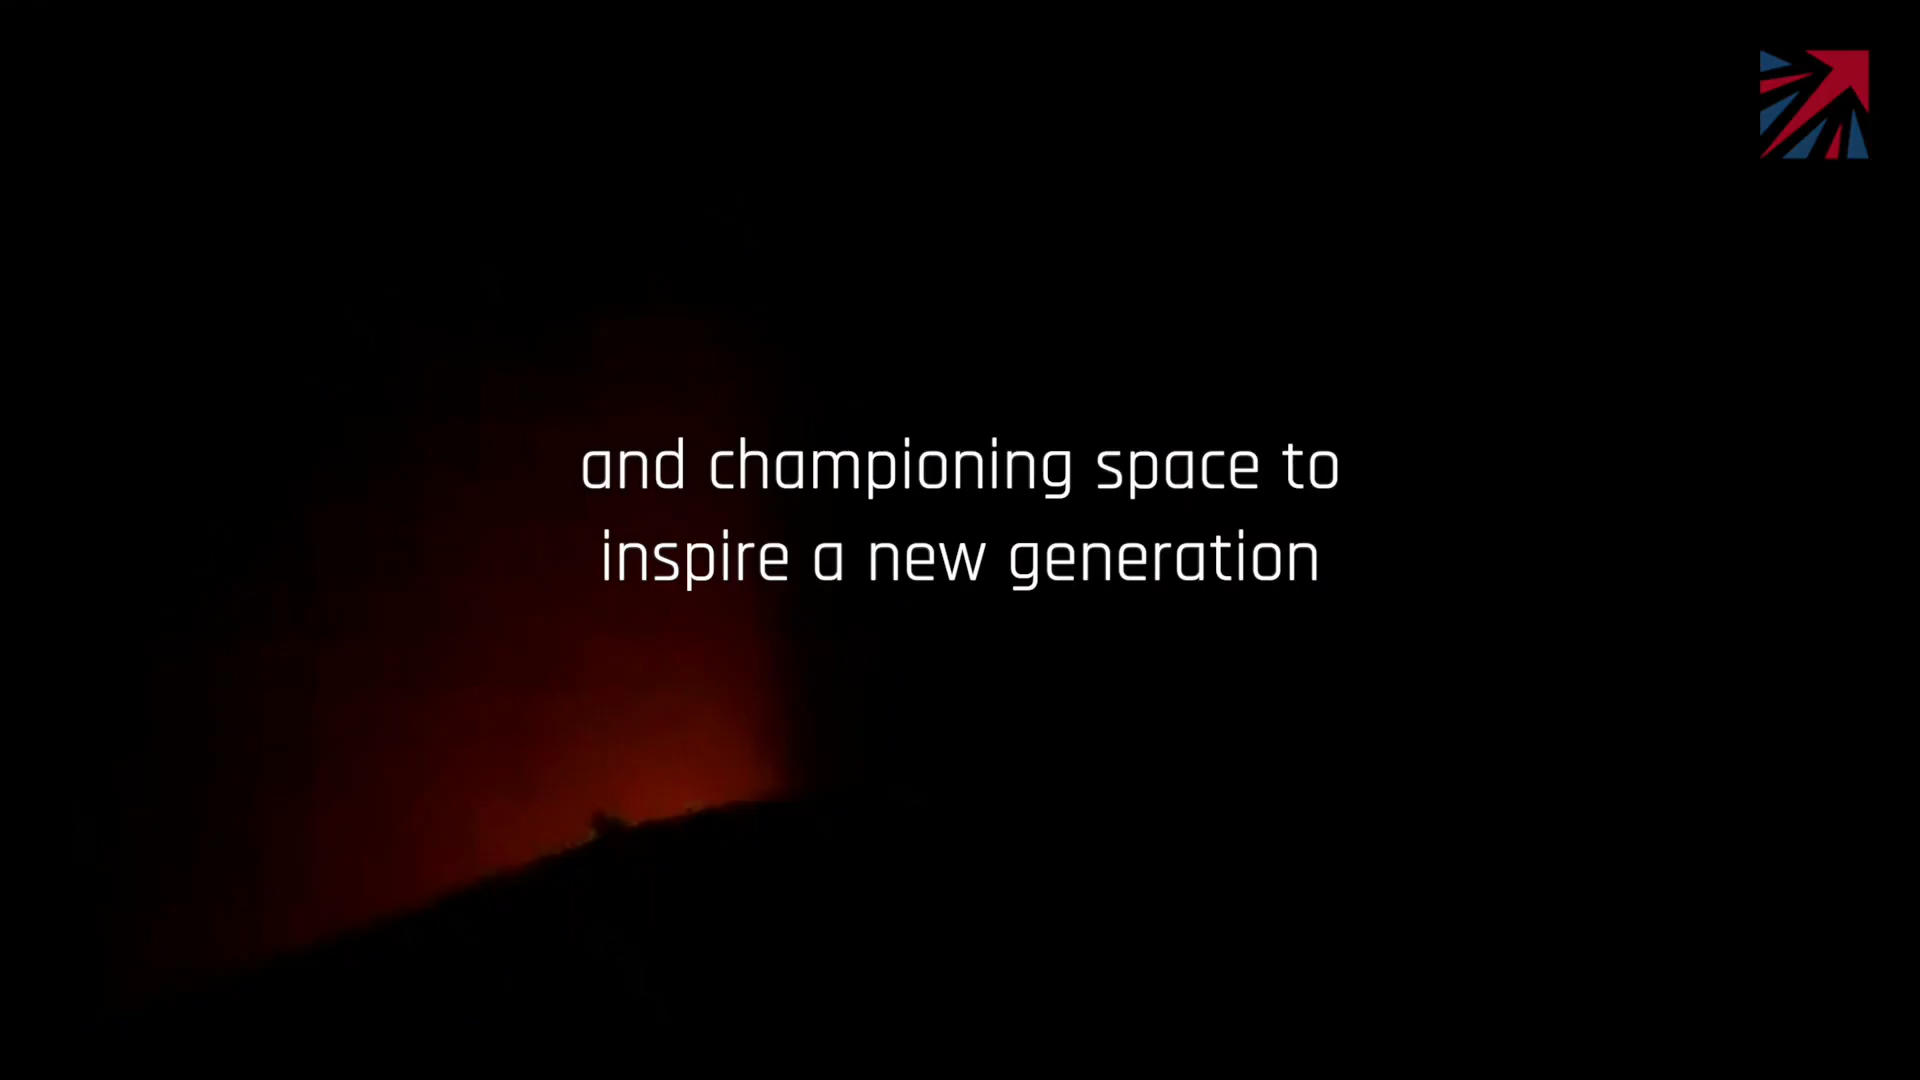 and championing space to
inspire a new generation